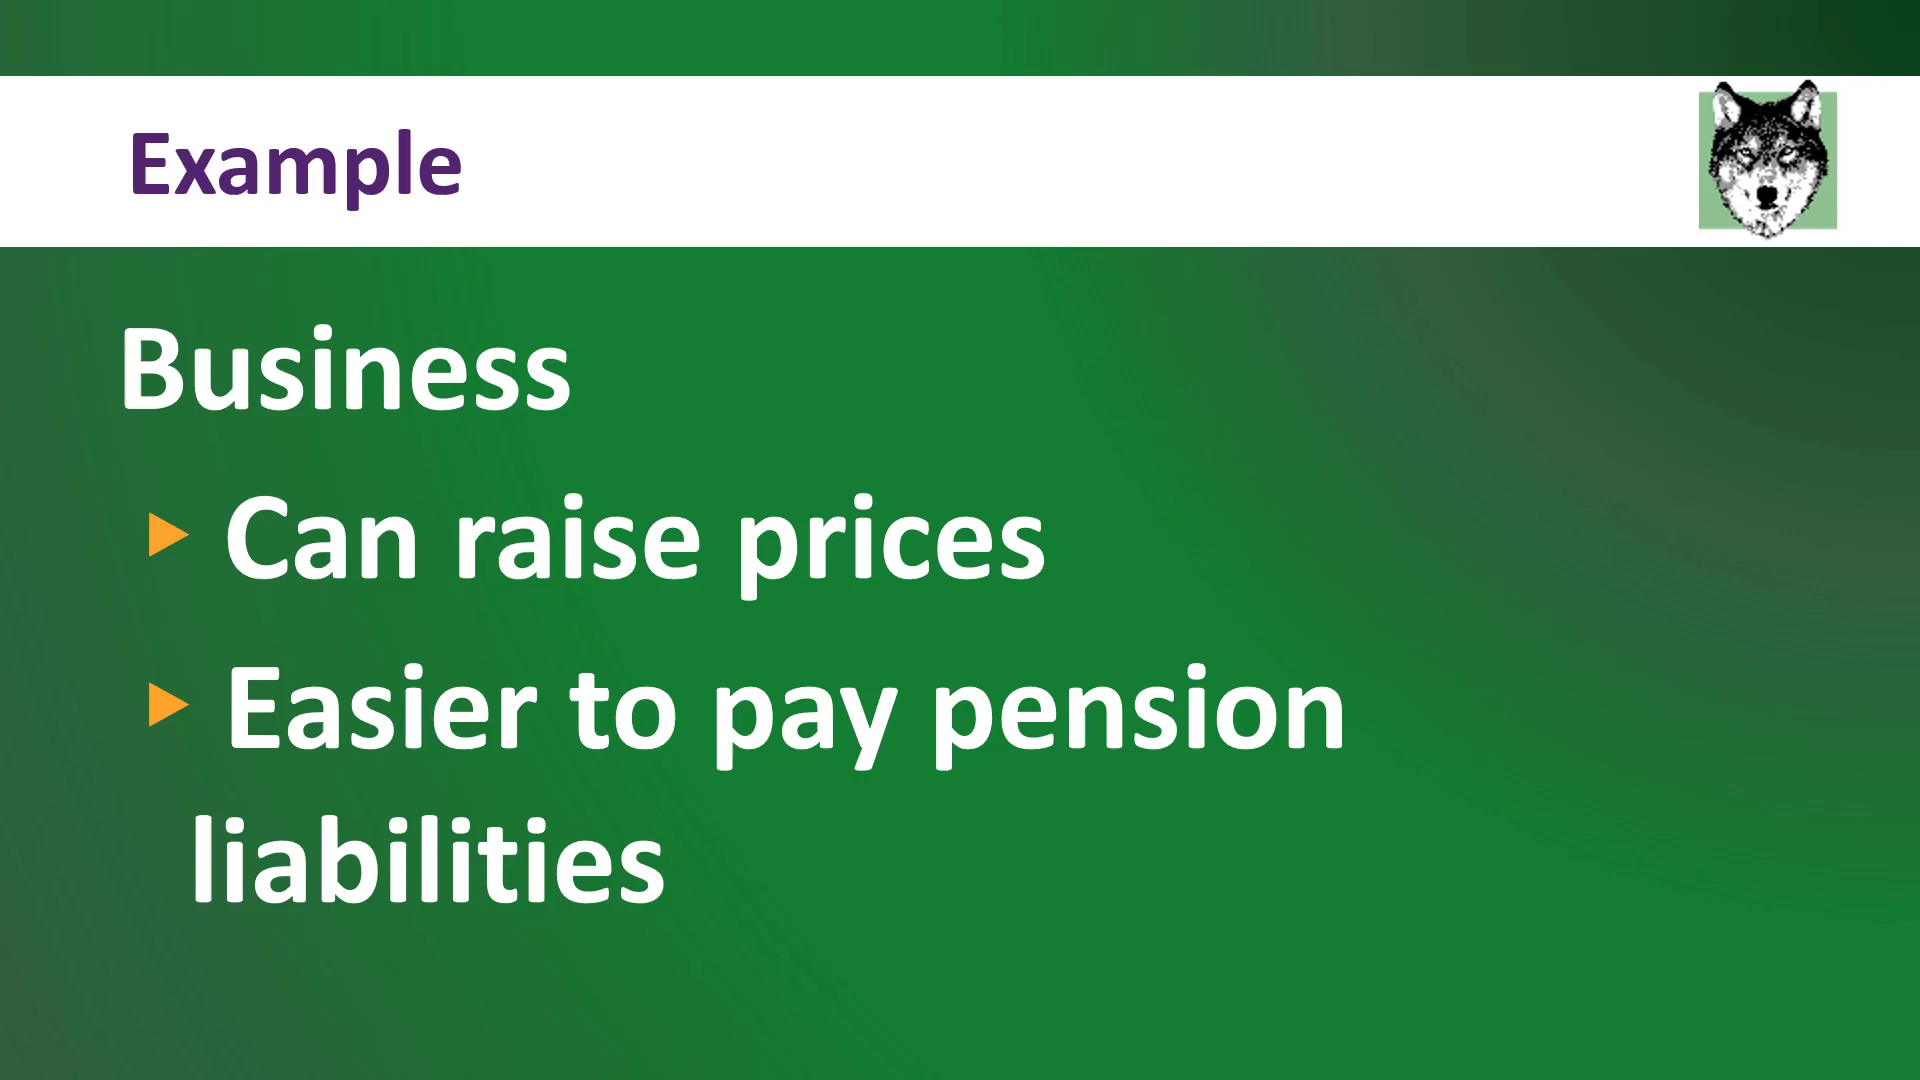 Example
Business
Can raise prices
Easier to pay pension
liabilities